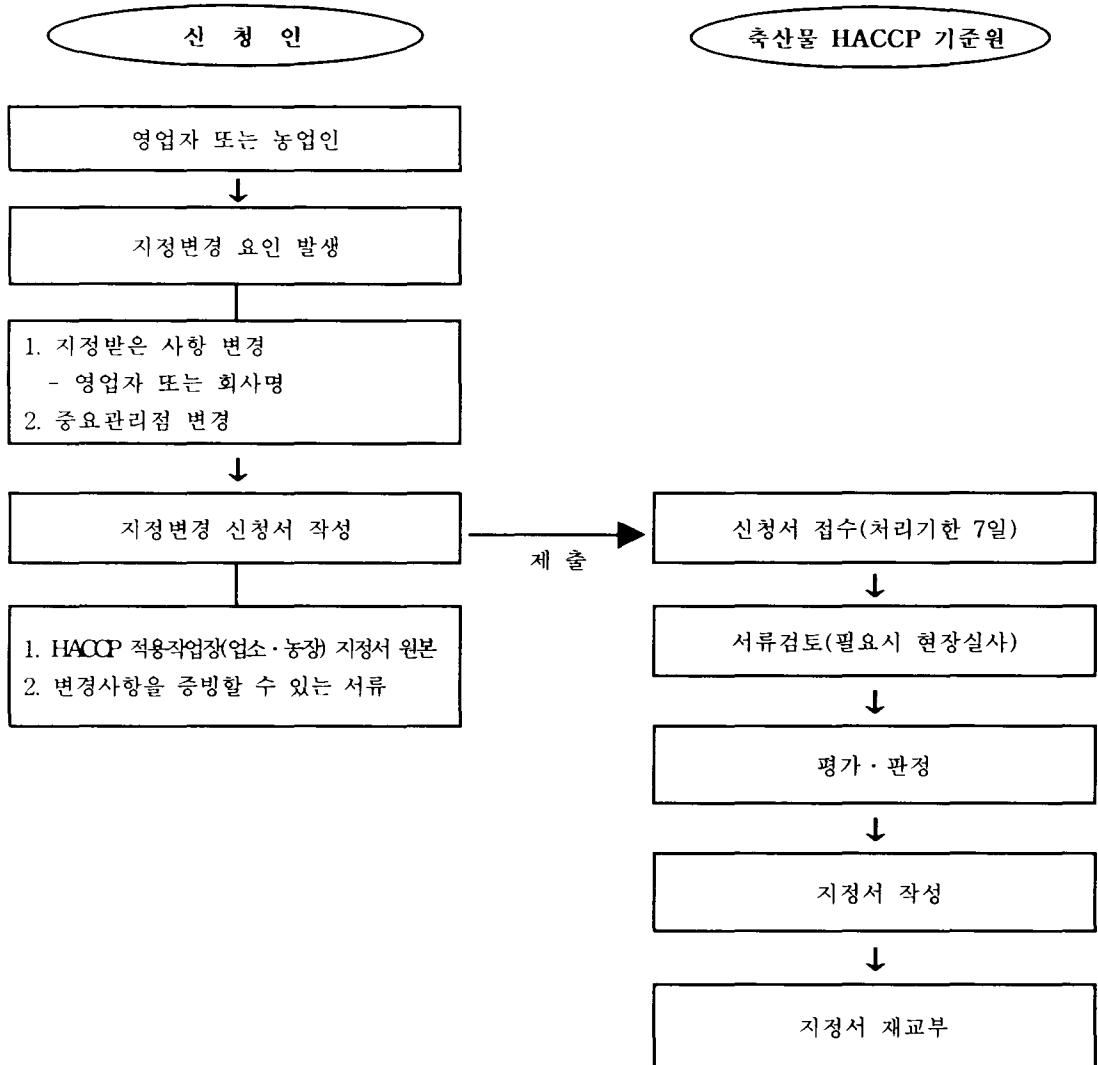 신 청 인
축산물 HACCP 기준원
영업자 또는 농업인
지정변경 요인 발생
1. 지정받은 사항 변경
- 영업자 또는 회사명
2. 중요관리점 변경
지정변경 신청서 작성
제 출
신청서 접수(처리기한 7일)
1. HACCP 적용작업장(업소·농장) 지정서 원본
2. 변경사항을 증빙할 수 있는 서류
서류검토(필요시 현장실사)
평가·판정
지정서 작성
지정서 재교부